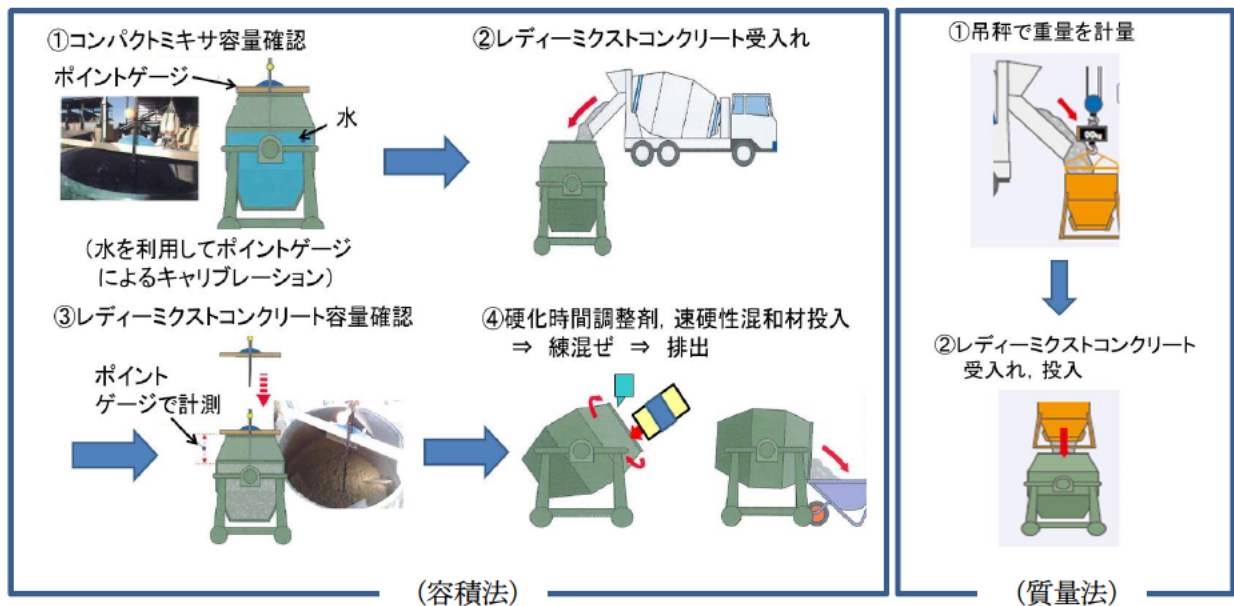 ①コンパクトミキサ容量確認
ポイントゲージ
水
(水を利用してポイントゲージ
によるキャリブレーション)
②レディーミクストコンクリート受入れ
③レディーミクストコンクリート容量確認
ポイント
ゲージで計測
④硬化時間調整剤，速硬性混和材投入
⇒ 練混ぜ ⇒ 排出
(容積法)
①吊秤で重量を計量
②レディーミクストコンクリート
受入れ，投入
(質量法)